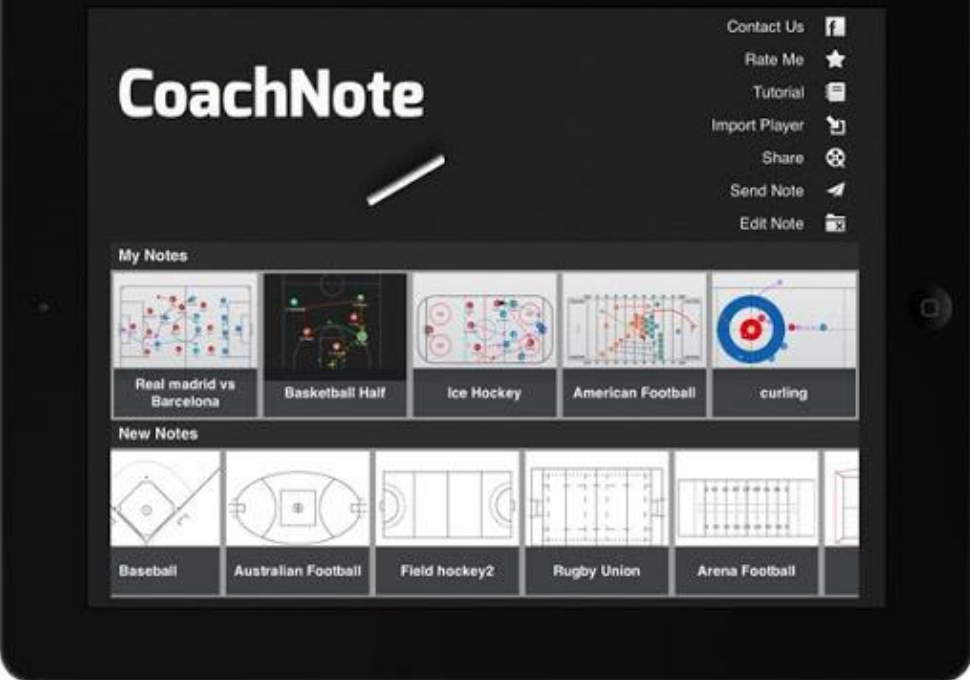 CoachNote
Contact Us
Rate Me
Tutorial
Import Player
Share
Send Note
Edit Note
My Notes
Real madrid vs
Barcelona
Basketball Half
Ice Hockey
American Football
curling
New Notes
Baseball
Australian Football
Field hockey2
Rugby Union
Arena Football